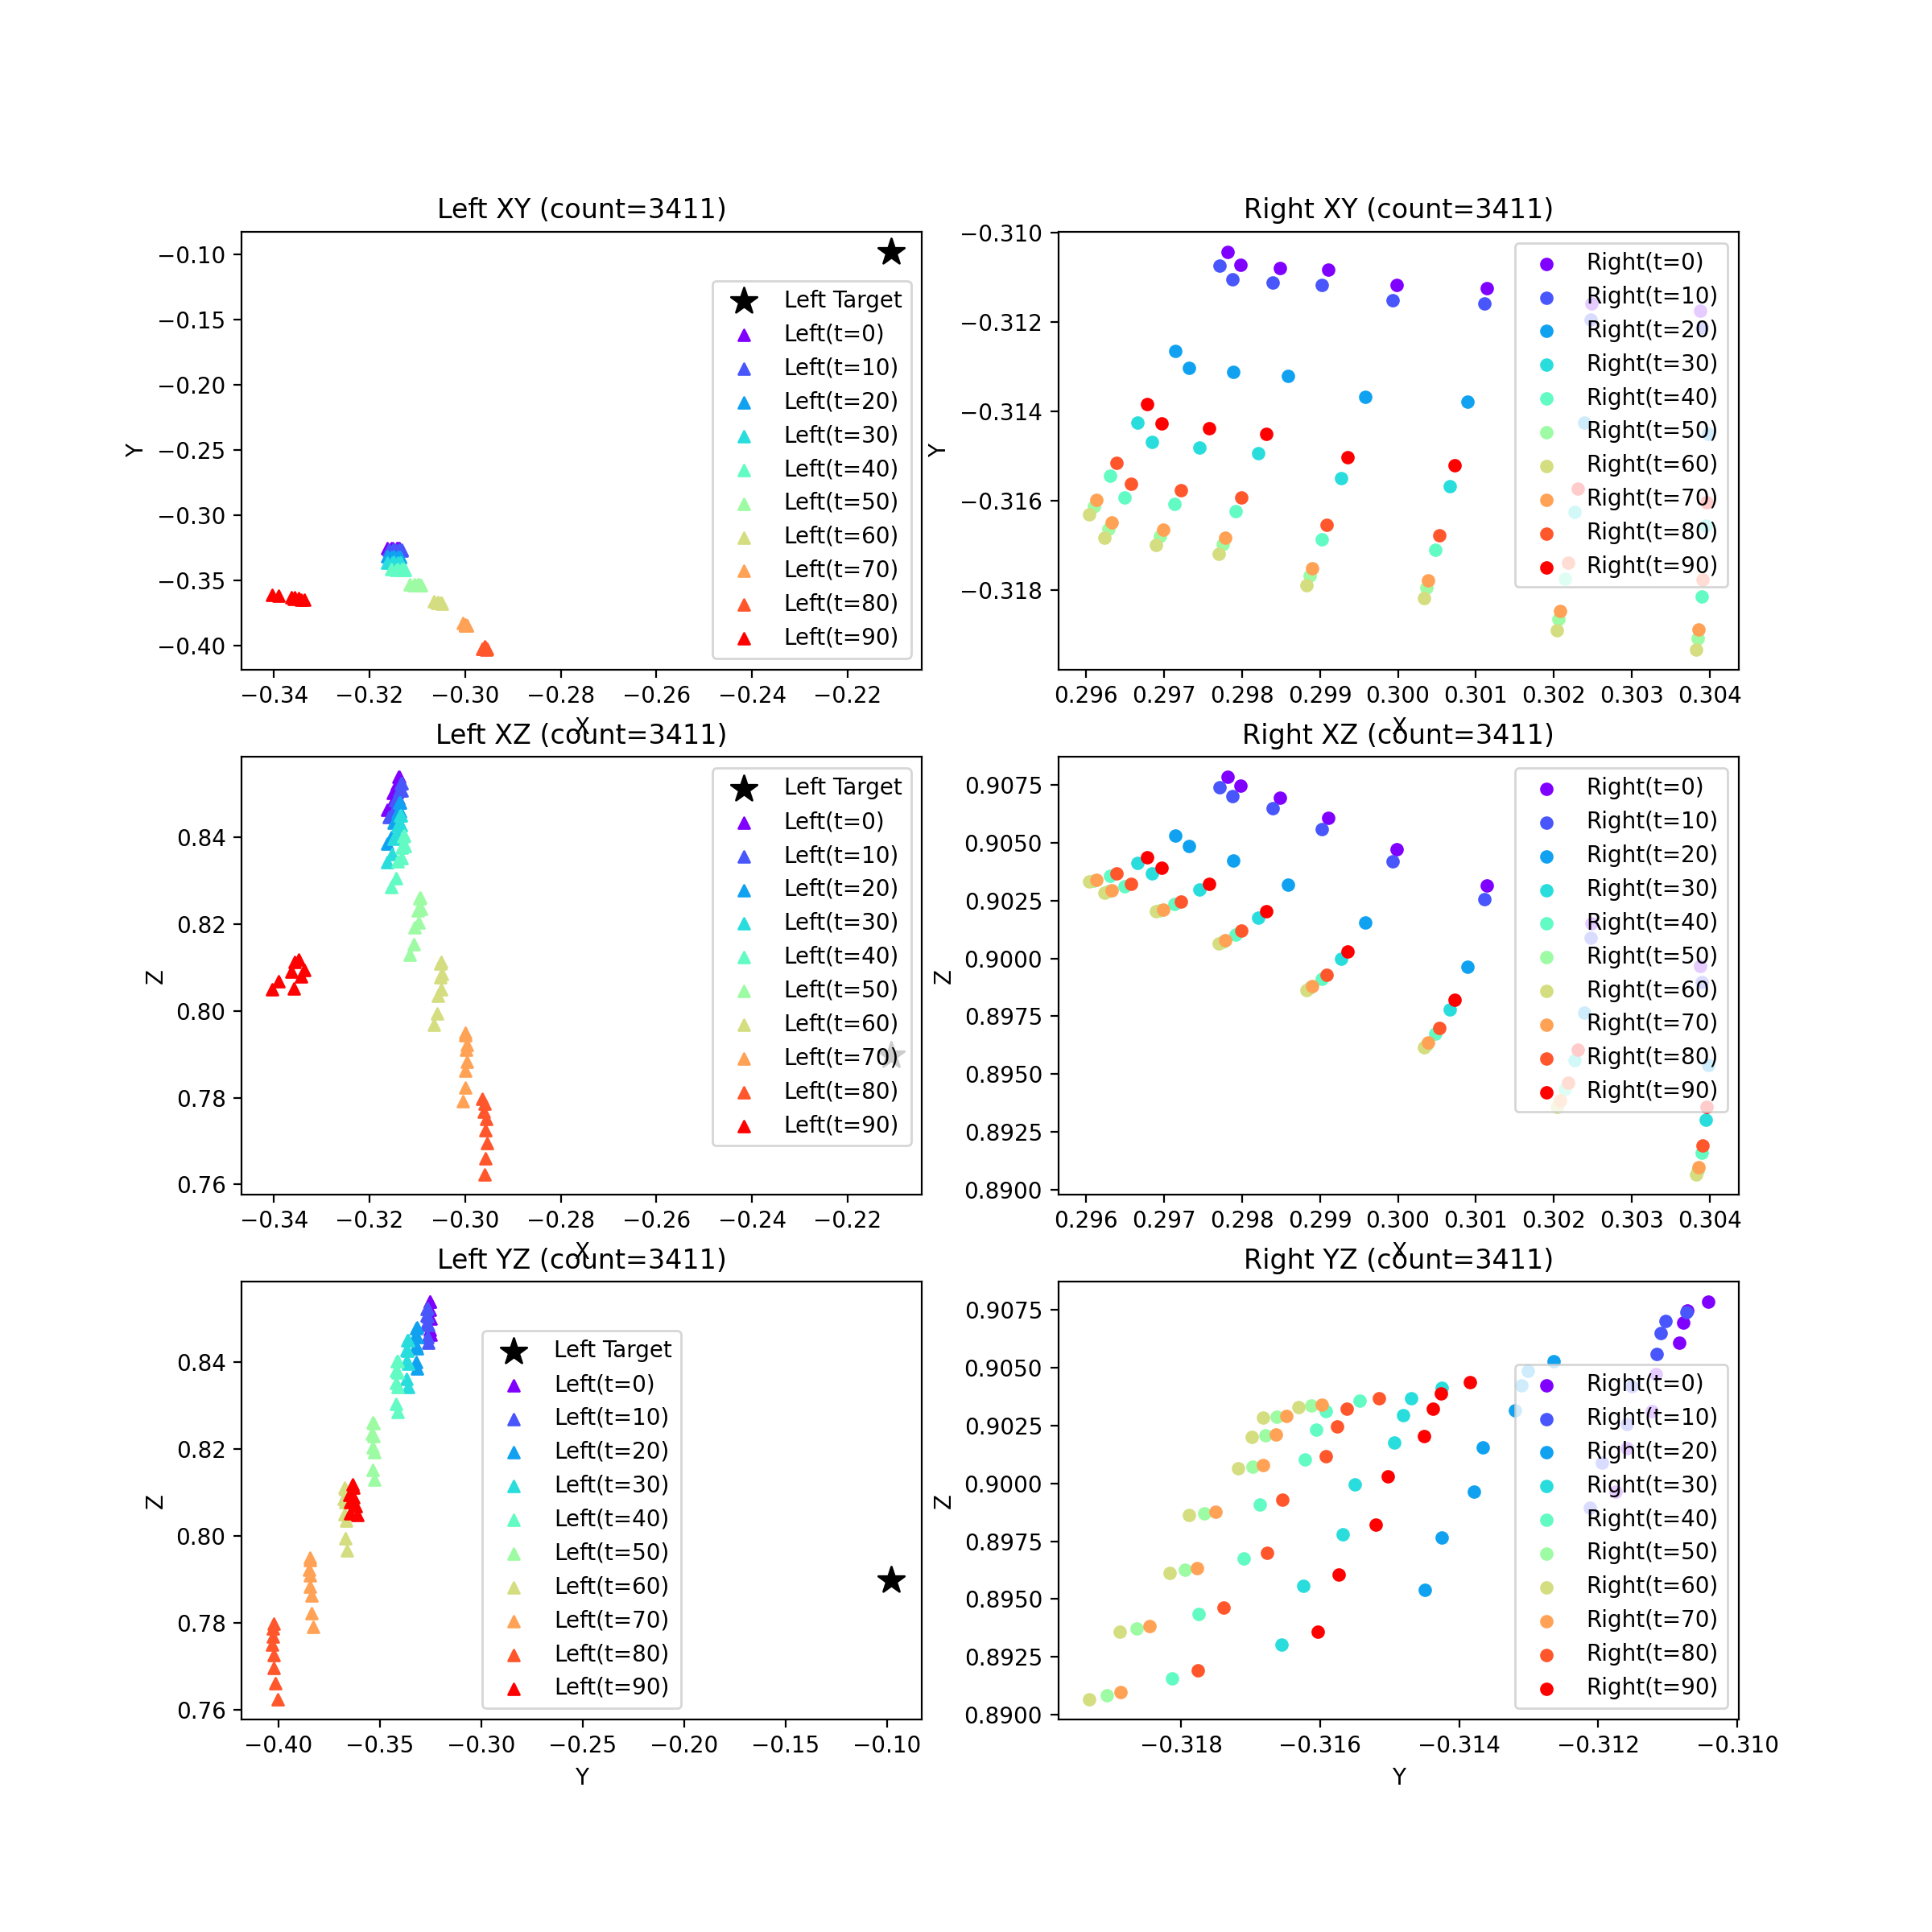 Left XY (count=3411)
Y
−0.10
−0.15
−0.20
−0.25
−0.30
−0.35
−0.40
Left Target
Left(t=0)
Left(t=10)
Left(t=20)
Left(t=30)
Left(t=40)
Left(t=50)
Left(t=60)
Left(t=70)
Left(t=80)
Left(t=90)
−0.34 −0.32 −0.30 −0.28 −0.26 −0.24 −0.22
X
Right XY (count=3411)
Y
−0.310
−0.312
−0.314
−0.316
−0.318
Right(t=0)
Right(t=10)
Right(t=20)
Right(t=30)
Right(t=40)
Right(t=50)
Right(t=60)
Right(t=70)
Right(t=80)
Right(t=90)
0.296 0.297 0.298 0.299 0.300 0.301 0.302 0.303 0.304
X
Left XZ (count=3411)
Z
0.84
0.82
0.80
0.78
0.76
Left Target
Left(t=0)
Left(t=10)
Left(t=20)
Left(t=30)
Left(t=40)
Left(t=50)
Left(t=60)
Left(t=70)
Left(t=80)
Left(t=90)
−0.34 −0.32 −0.30 −0.28 −0.26 −0.24 −0.22
X
Right XZ (count=3411)
Z
0.9075
0.9050
0.9025
0.9000
0.8975
0.8950
0.8925
0.8900
Right(t=0)
Right(t=10)
Right(t=20)
Right(t=30)
Right(t=40)
Right(t=50)
Right(t=60)
Right(t=70)
Right(t=80)
Right(t=90)
0.296 0.297 0.298 0.299 0.300 0.301 0.302 0.303 0.304
X
Left YZ (count=3411)
Z
0.84
0.82
0.80
0.78
0.76
Left Target
Left(t=0)
Left(t=10)
Left(t=20)
Left(t=30)
Left(t=40)
Left(t=50)
Left(t=60)
Left(t=70)
Left(t=80)
Left(t=90)
−0.40 −0.35 −0.30 −0.25 −0.20 −0.15 −0.10
Y
Right YZ (count=3411)
Z
0.9075
0.9050
0.9025
0.9000
0.8975
0.8950
0.8925
0.8900
Right(t=0)
Right(t=10)
Right(t=20)
Right(t=30)
Right(t=40)
Right(t=50)
Right(t=60)
Right(t=70)
Right(t=80)
Right(t=90)
−0.318 −0.316 −0.314 −0.312 −0.310
Y